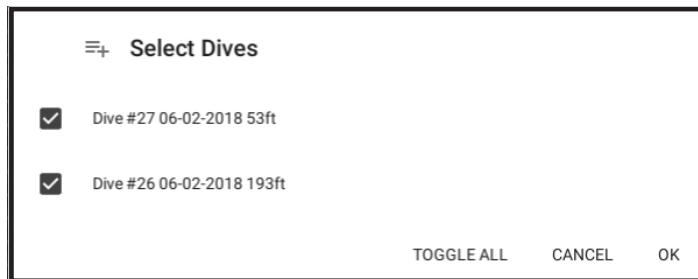 Select Dives
Dive #27 06-02-2018 53ft
Dive #26 06-02-2018 193ft
TOGGLE ALL CANCEL OK